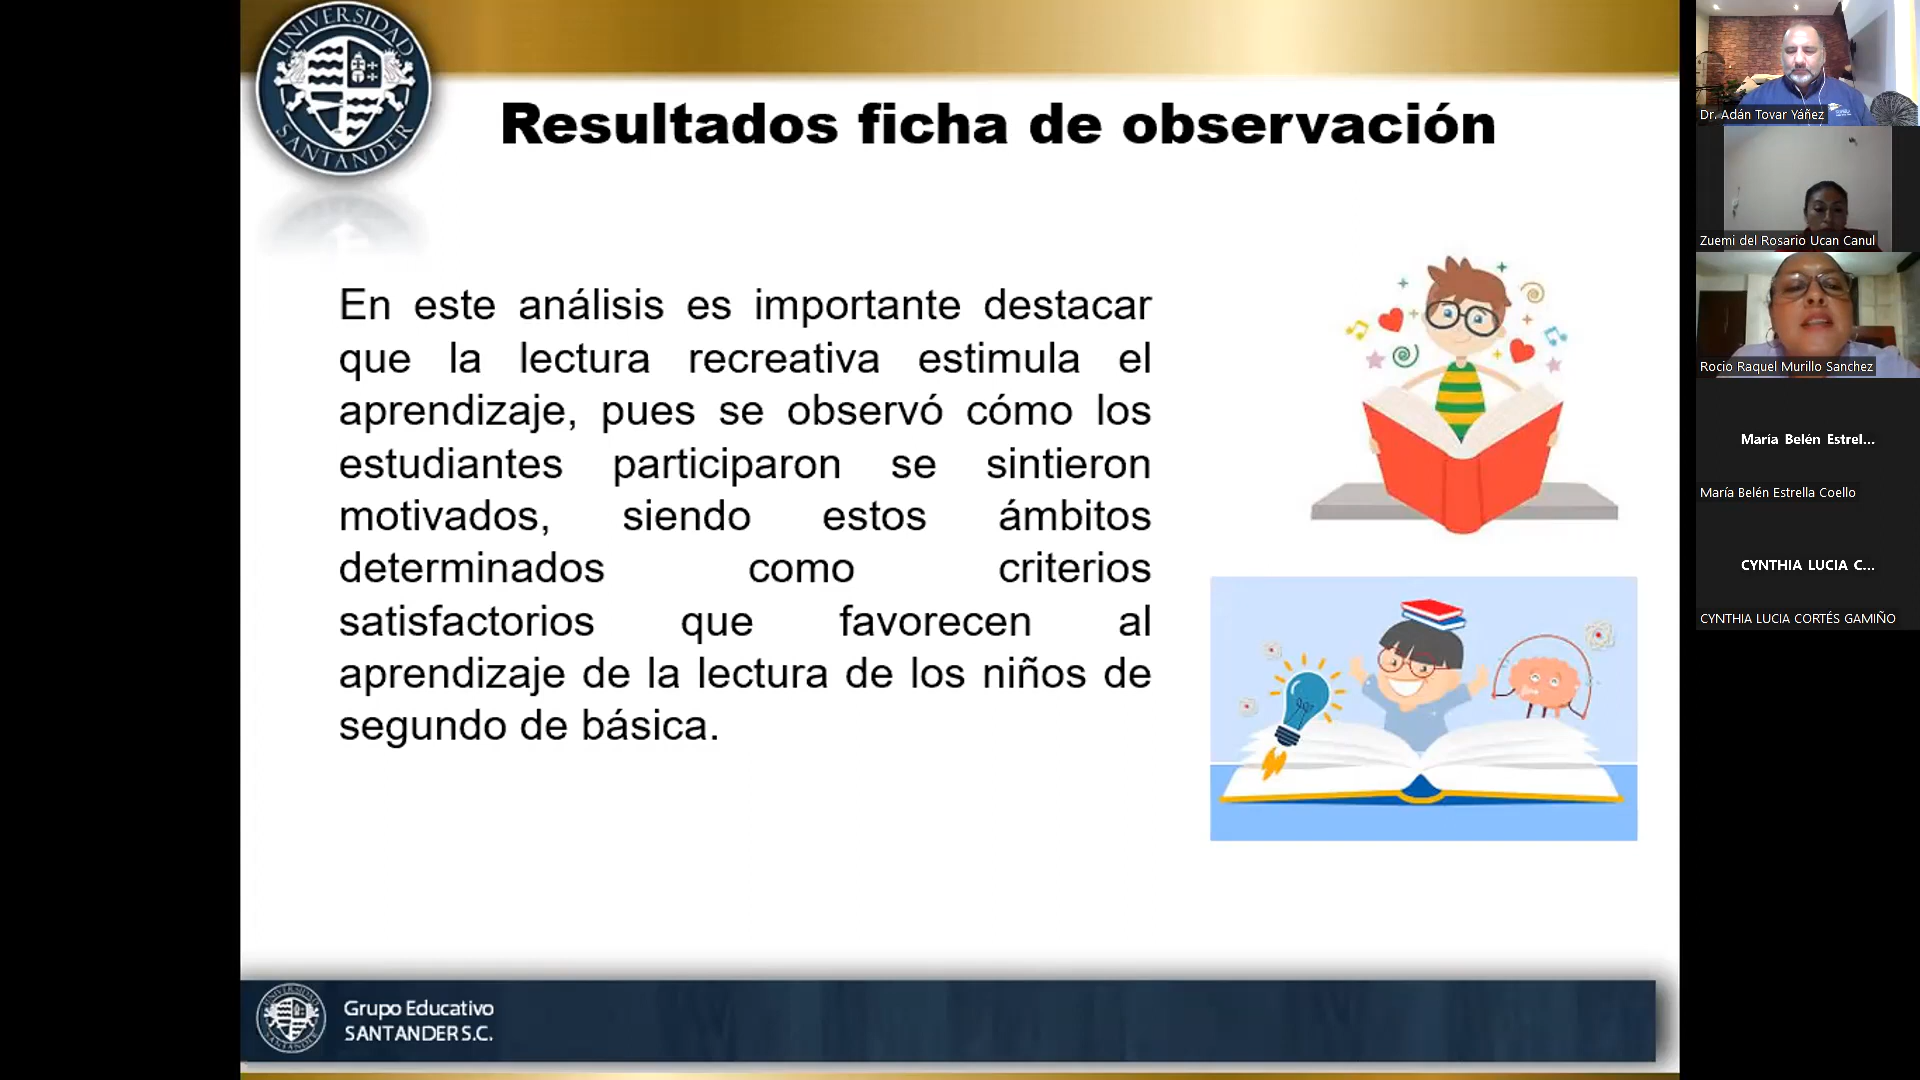 UNIVERSIDAD
SANTANDER
Resultados ficha de observación
En este análisis es importante destacar
que la lectura recreativa estimula el
aprendizaje, pues se observó cómo los
estudiantes participaron se sintieron
motivados, siendo estos ámbitos
determinados como criterios
satisfactorios que favorecen al
aprendizaje de la lectura de los niños de
segundo de básica.
Grupo Educativo
SANTANDER S.C.
Dr. Adán Tovar Yáñez
Zuemi del Rosario Ucan Canul
Rocio Raquel Murillo Sanchez
María Belén Estrel...
María Belén Estrella Coello
CYNTHIA LUCIA C...
CYNTHIA LUCIA CORTÉS GAMIÑO